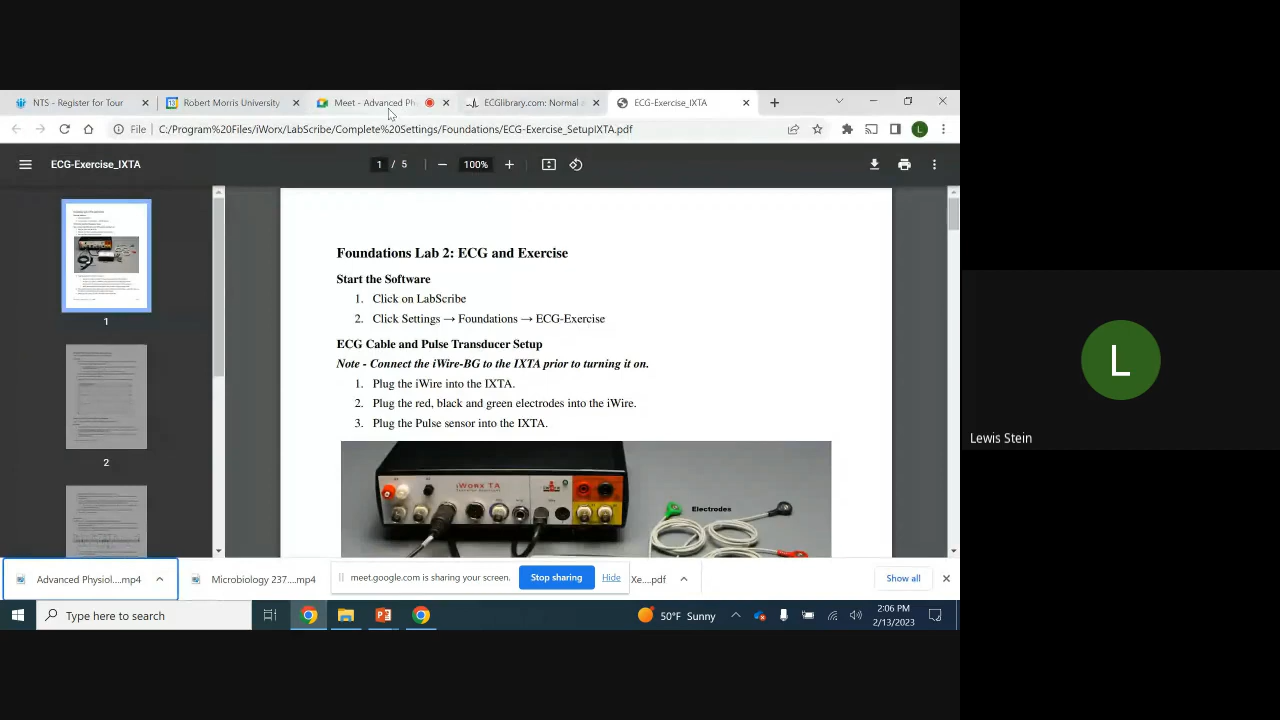 NTS - Register for Tour
Robert Morris University
Meet - Advanced Ph
ECGlibrary.com: Normal a
ECG-Exercise_IXTA
File
C:/Program%20Files/iWorx/LabScribe/Complete%20Settings/Foundations/ECG-Exercise_SetupIXTA.pdf
L
ECG-Exercise_IXTA
1 / 5
100%
Foundations Lab 2: ECG and Exercise
Start the Software
1. Click on LabScribe
2. Click Settings → Foundations → ECG-Exercise
ECG Cable and Pulse Transducer Setup
Note - Connect the iWire-BG to the IXTA prior to turning it on.
1. Plug the iWire into the IXTA.
2. Plug the red, black and green electrodes into the iWire.
3. Plug the Pulse sensor into the IXTA.
iWorx TA
Electrodes
1
2
L
Lewis Stein
Advanced Physiol....mp4
Microbiology 237....mp4
meet.google.com is sharing your screen.
Stop sharing
Hide
Xe....pdf
Show all
Type here to search
50°F Sunny
2:06 PM
2/13/2023